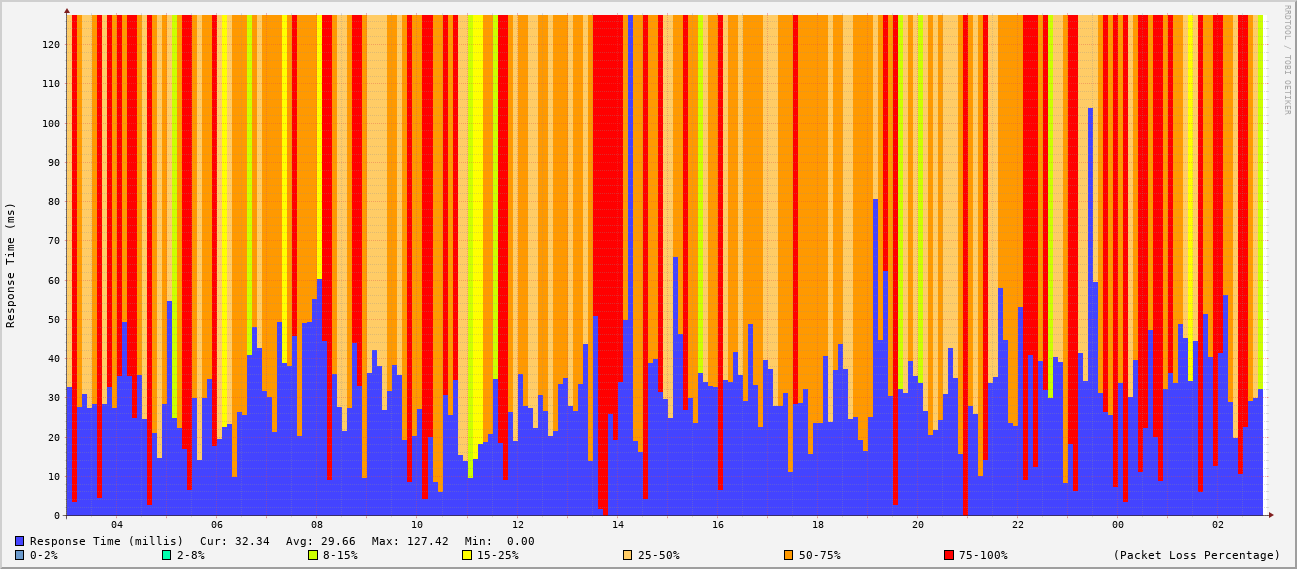 RRDTOOL / TOBI OETIKER
Response Time (ms)
120
110
100
90
80
70
60
50
40
30
20
10
0
04 06 08 10 12 14 16 18 20 22 00 02
Response Time (millis) Cur: 32.34 Avg: 29.66 Max: 127.42 Min: 0.00
0-2% 2-8% 8-15% 15-25% 25-50% 50-75% 75-100% (Packet Loss Percentage)